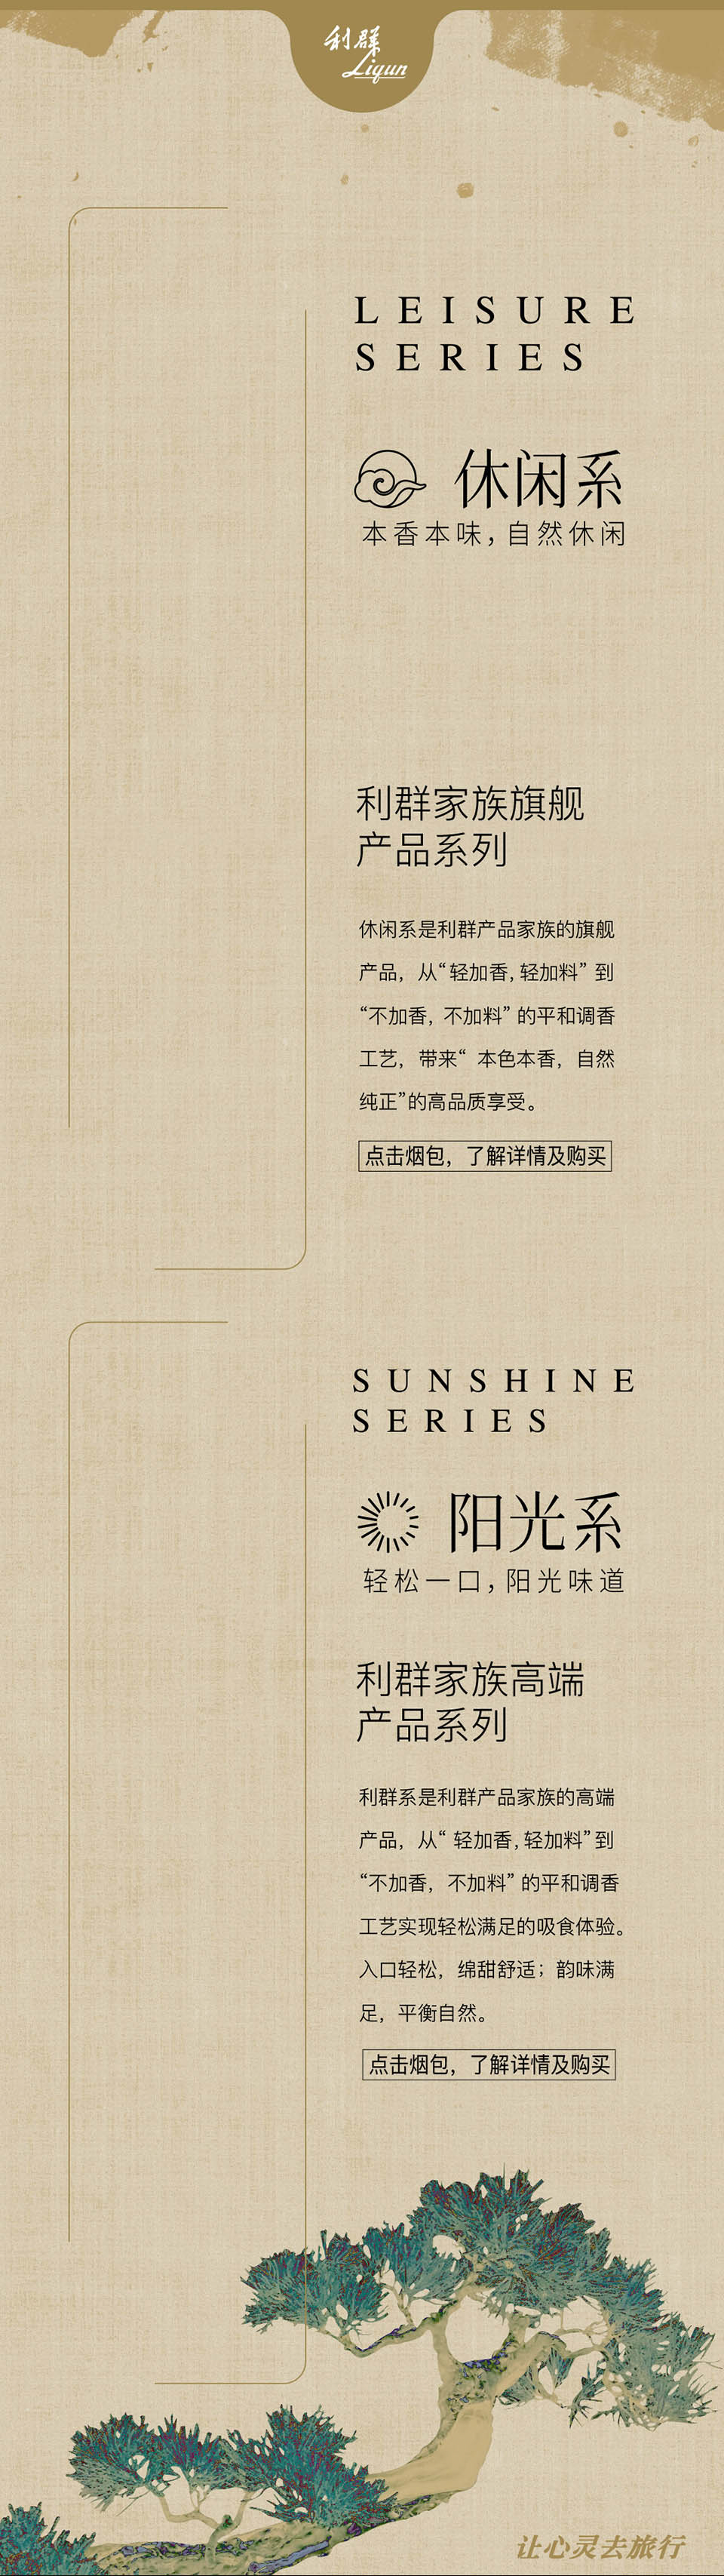 利群
Liqun
LEISURE
SERIES
休闲系
本香本味，自然休闲
利群家族旗舰
产品系列
休闲系是利群产品家族的旗舰
产品，从“轻加香，轻加料”到
“不加香，不加料”的平和调香
工艺，带来“ 本色本香，自然
纯正”的高品质享受。
点击烟包，了解详情及购买
SUNSHINE
SERIES
阳光系
轻松一口，阳光味道
利群家族高端
产品系列
利群系是利群产品家族的高端
产品，从“ 轻加香，轻加料”到
“不加香，不加料”的平和调香
工艺实现轻松满足的吸食体验。
入口轻松，绵甜舒适；韵味满
足，平衡自然。
点击烟包，了解详情及购买
让心灵去旅行